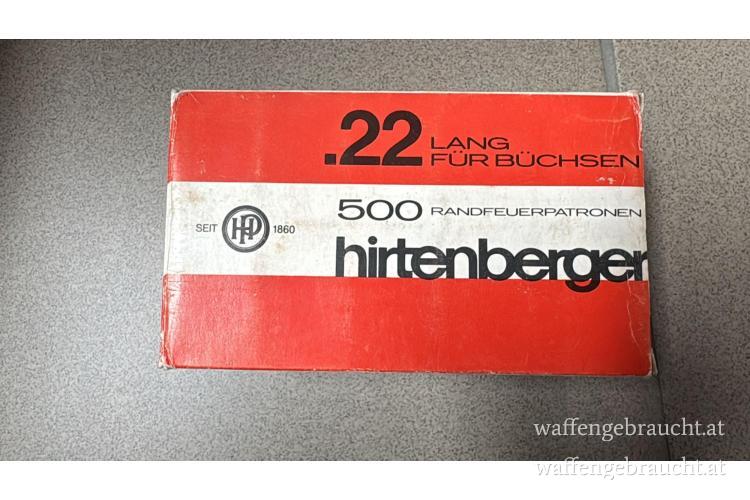 .22 LANG
FÜR BÜCHSEN
500 RANDFEUERPATRONEN
SEIT HP 1860
hirtenberger
waffengebraucht.at
waffengebraucht.at